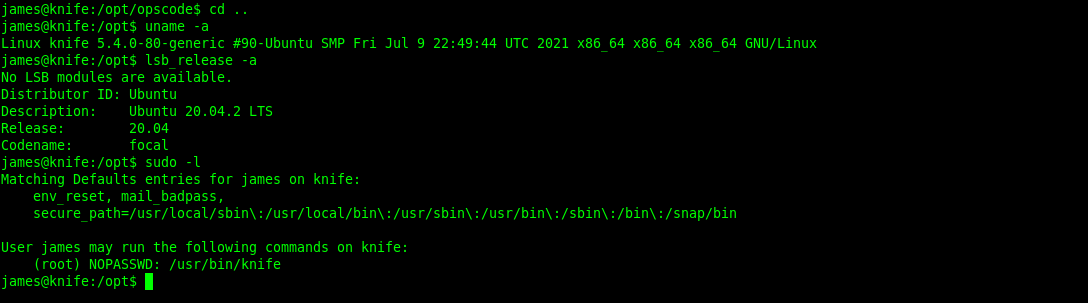 james@knife:/opt/opscode$ cd ..
james@knife:/opt$ uname -a
Linux knife 5.4.0-80-generic #90-Ubuntu SMP Fri Jul 9 22:49:44 UTC 2021 x86_64 x86_64 x86_64 GNU/Linux
james@knife:/opt$ lsb_release -a
No LSB modules are available.
Distributor ID: Ubuntu
Description:    Ubuntu 20.04.2 LTS
Release:        20.04
Codename:       focal
james@knife:/opt$ sudo -l
Matching Defaults entries for james on knife:
    env_reset, mail_badpass,
    secure_path=/usr/local/sbin\:/usr/local/bin\:/usr/sbin\:/usr/bin\:/sbin\:/bin\:/snap/bin

User james may run the following commands on knife:
    (root) NOPASSWD: /usr/bin/knife
james@knife:/opt$